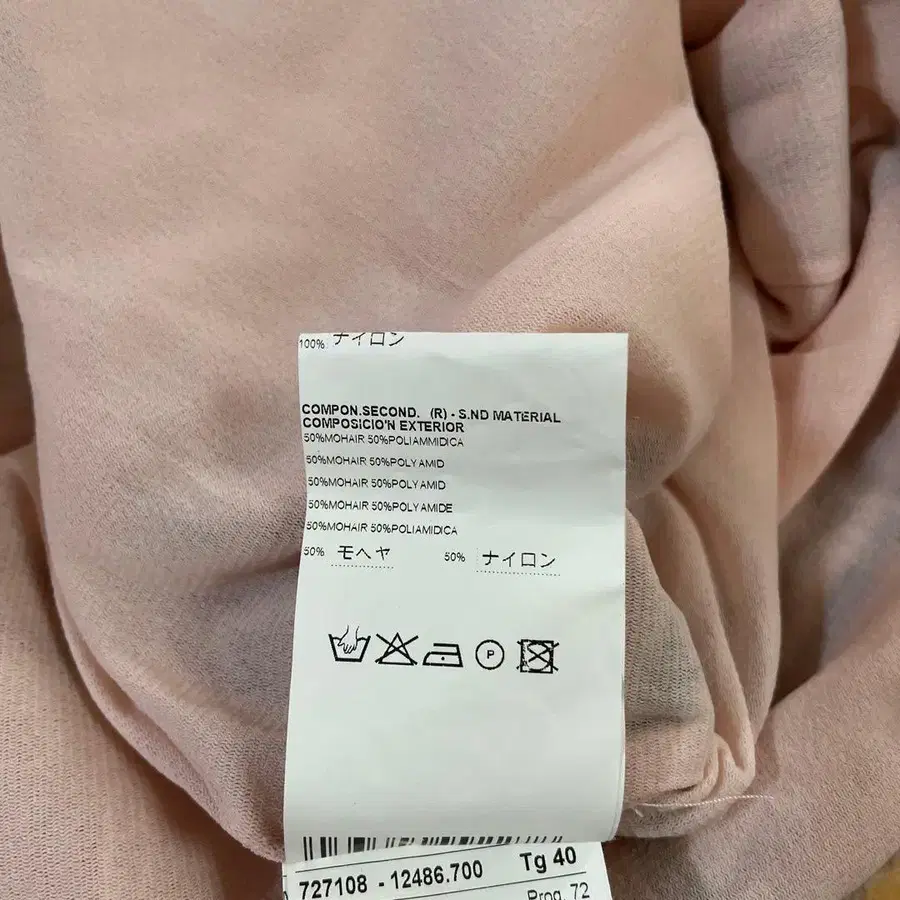 100% ナイロン
COMPON.SECOND. (R) - S.ND MATERIAL
COMPOSICIO'N EXTERIOR
50%MOHAIR 50%POLIAMMIDICA
50%MOHAIR 50%POLYAMID
50%MOHAIR 50%POLYAMID
50%MOHAIR 50%POLYAMIDE
50%MOHAIR 50%POLIAMIDICA
50% モヘヤ 50% ナイロン
P
727108 - 12486.700 Tg 40
Prog. 72